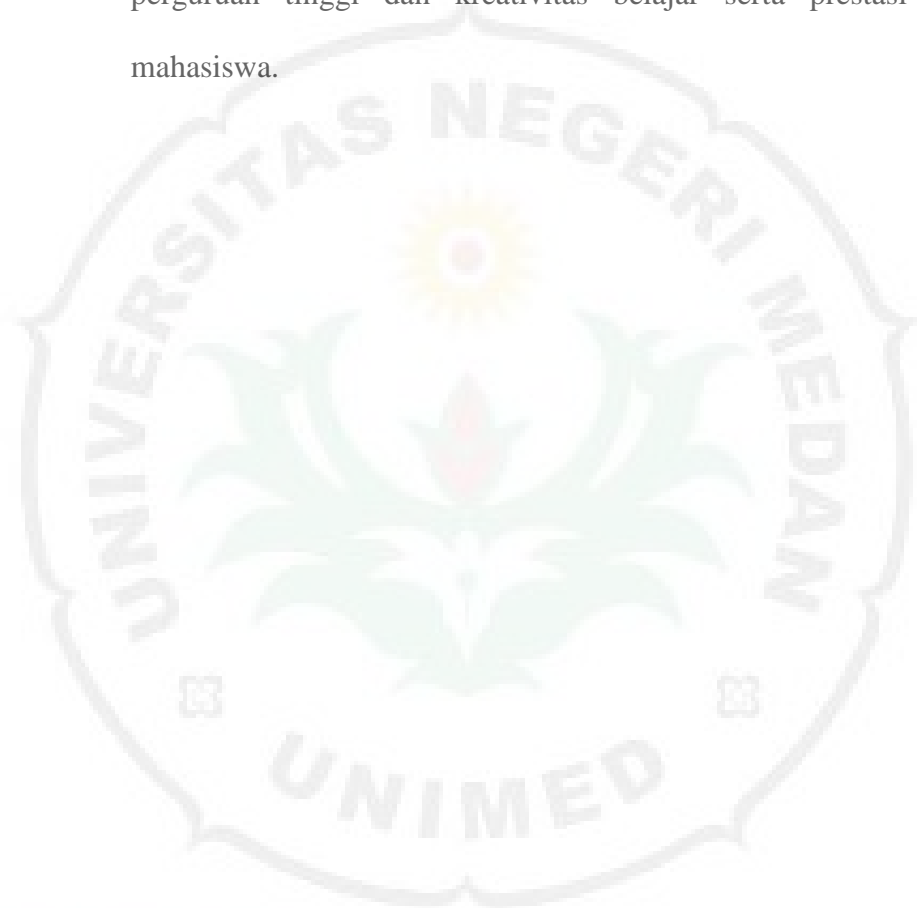 perguruan tinggi dan kreativitas belajar serta prestasi
mahasiswa.
UNIVERSITAS NEGERI MEDAN
UNIMED